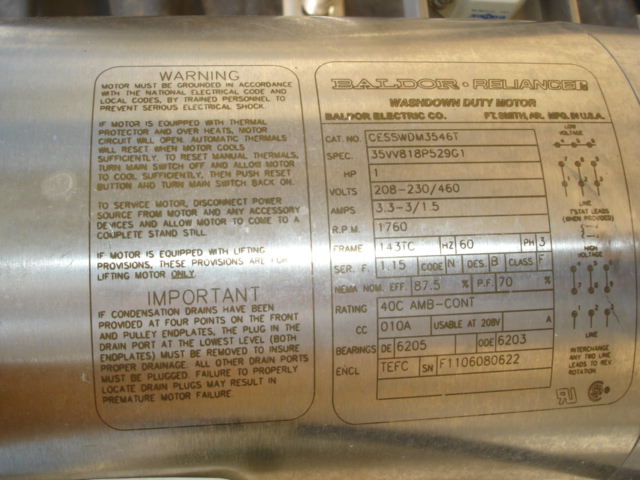 WARNING
MOTOR MUST BE GROUNDED IN ACCORDANCE
WITH THE NATIONAL ELECTRICAL CODE AND
LOCAL CODES, BY TRAINED PERSONNEL TO
PREVENT SERIOUS ELECTRICAL SHOCK.
IF MOTOR IS EQUIPPED WITH THERMAL
PROTECTOR AND OVER HEATS, MOTOR
CIRCUIT WILL OPEN. AUTOMATIC THERMALS
WILL RESET WHEN MOTOR COOLS
SUFFICIENTLY. TO RESET MANUAL THERMALS,
TURN MAIN SWITCH OFF AND ALLOW MOTOR
TO COOL SUFFICIENTLY, THEN PUSH RESET
BUTTON AND TURN MAIN SWITCH BACK ON.
TO SERVICE MOTOR, DISCONNECT POWER
SOURCE FROM MOTOR AND ANY ACCESSORY
DEVICES AND ALLOW MOTOR TO COME TO A
COMPLETE STAND STILL.
IF MOTOR IS EQUIPPED WITH LIFTING
PROVISIONS, THESE PROVISIONS ARE FOR
LIFTING MOTOR ONLY.
IMPORTANT
IF CONDENSATION DRAINS HAVE BEEN
PROVIDED AT FOUR POINTS ON THE FRONT
AND PULLEY ENDPLATES, THE PLUG IN THE
DRAIN PORT AT THE LOWEST LEVEL (BOTH
ENDPLATES) MUST BE REMOVED TO INSURE
PROPER DRAINAGE. ALL OTHER DRAIN PORTS
MUST BE PLUGGED. FAILURE TO PROPERLY
LOCATE DRAIN PLUGS MAY RESULT IN
PREMATURE MOTOR FAILURE.
BALDOR · RELIANCER
WASHDOWN DUTY MOTOR
BALDOR ELECTRIC CO. FT. SMITH, AR. MFG. IN U.S.A.
CAT. NO. CESSWDM3546T
SPEC. 35VV818P529G1
HP 1
VOLTS 208-230/460
AMPS 3.3-3/1.5
R.P.M. 1760
FRAME 143TC HZ 60 PH 3
SER. F. 1.15 CODE N DES. B CLASS F
NEMA NOM. EFF. 87.5 % P.F. 70 %
RATING 40C AMB-CONT
CC 010A USABLE AT 208V A
BEARINGS DE 6205 ODE 6203
ENCL TEFC SN F1106080622
LOW
VOLTAGE
LINE
T'STAT LEADS
(WHEN PROVIDED)
HIGH
VOLTAGE
LINE
INTERCHANGE
ANY TWO LINE
LEADS TO REV.
ROTATION